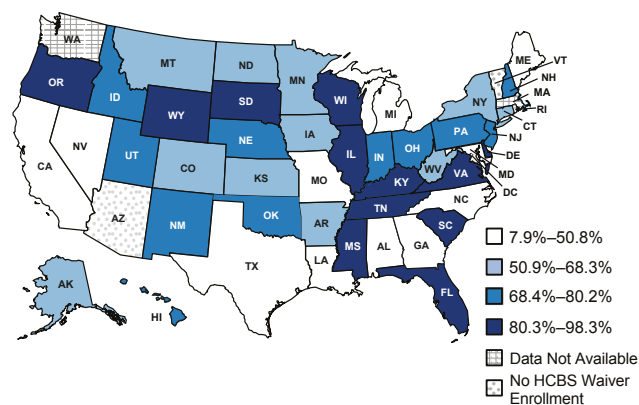 WA
ME
VT
NH
MA
RI
CT
NJ
DE
MD
DC
MT
ND
MN
OR
ID
WY
SD
WI
MI
NY
PA
NV
UT
CO
NE
IA
IL
IN
OH
WV
VA
CA
AZ
NM
KS
MO
KY
TN
NC
SC
OK
AR
TX
LA
MS
AL
GA
FL
AK
HI
7.9%–50.8%
50.9%–68.3%
68.4%–80.2%
80.3%–98.3%
Data Not Available
No HCBS Waiver
Enrollment